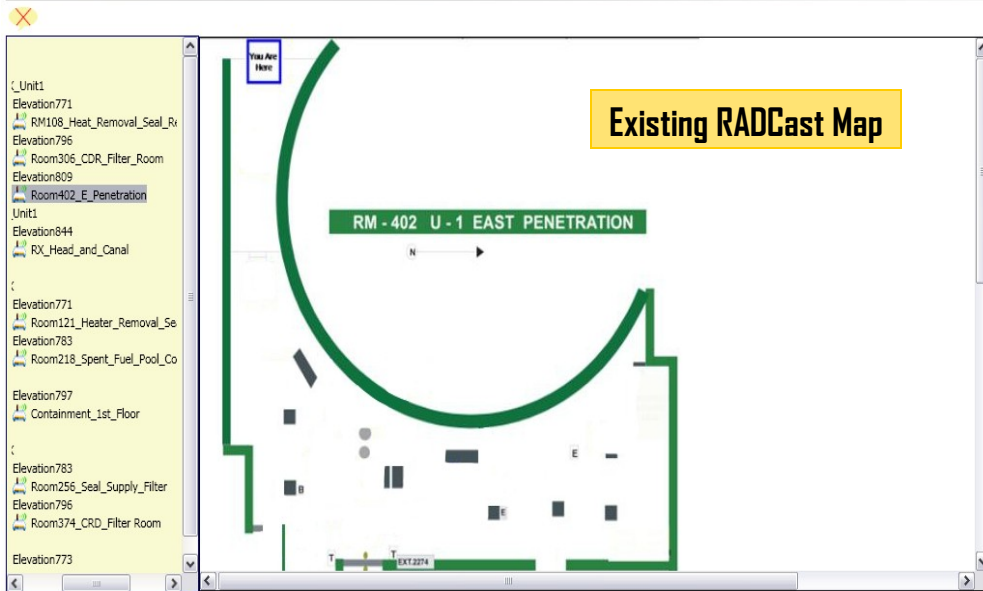 (_Unit1
Elevation771
RM108_Heat_Removal_Seal_Re
Elevation796
Room306_CDR_Filter_Room
Elevation809
Room402_E_Penetration
_Unit1
Elevation844
RX_Head_and_Canal
Elevation771
Room121_Heater_Removal_Se
Elevation783
Room218_Spent_Fuel_Pool_Co
Elevation797
Containment_1st_Floor
Elevation783
Room256_Seal_Supply_Filter
Elevation796
Room374_CRD_Filter Room
Elevation773
You Are
Here
Existing RADCast Map
RM - 402 U - 1 EAST PENETRATION
N
E
B
E
T
T
EXT.2274